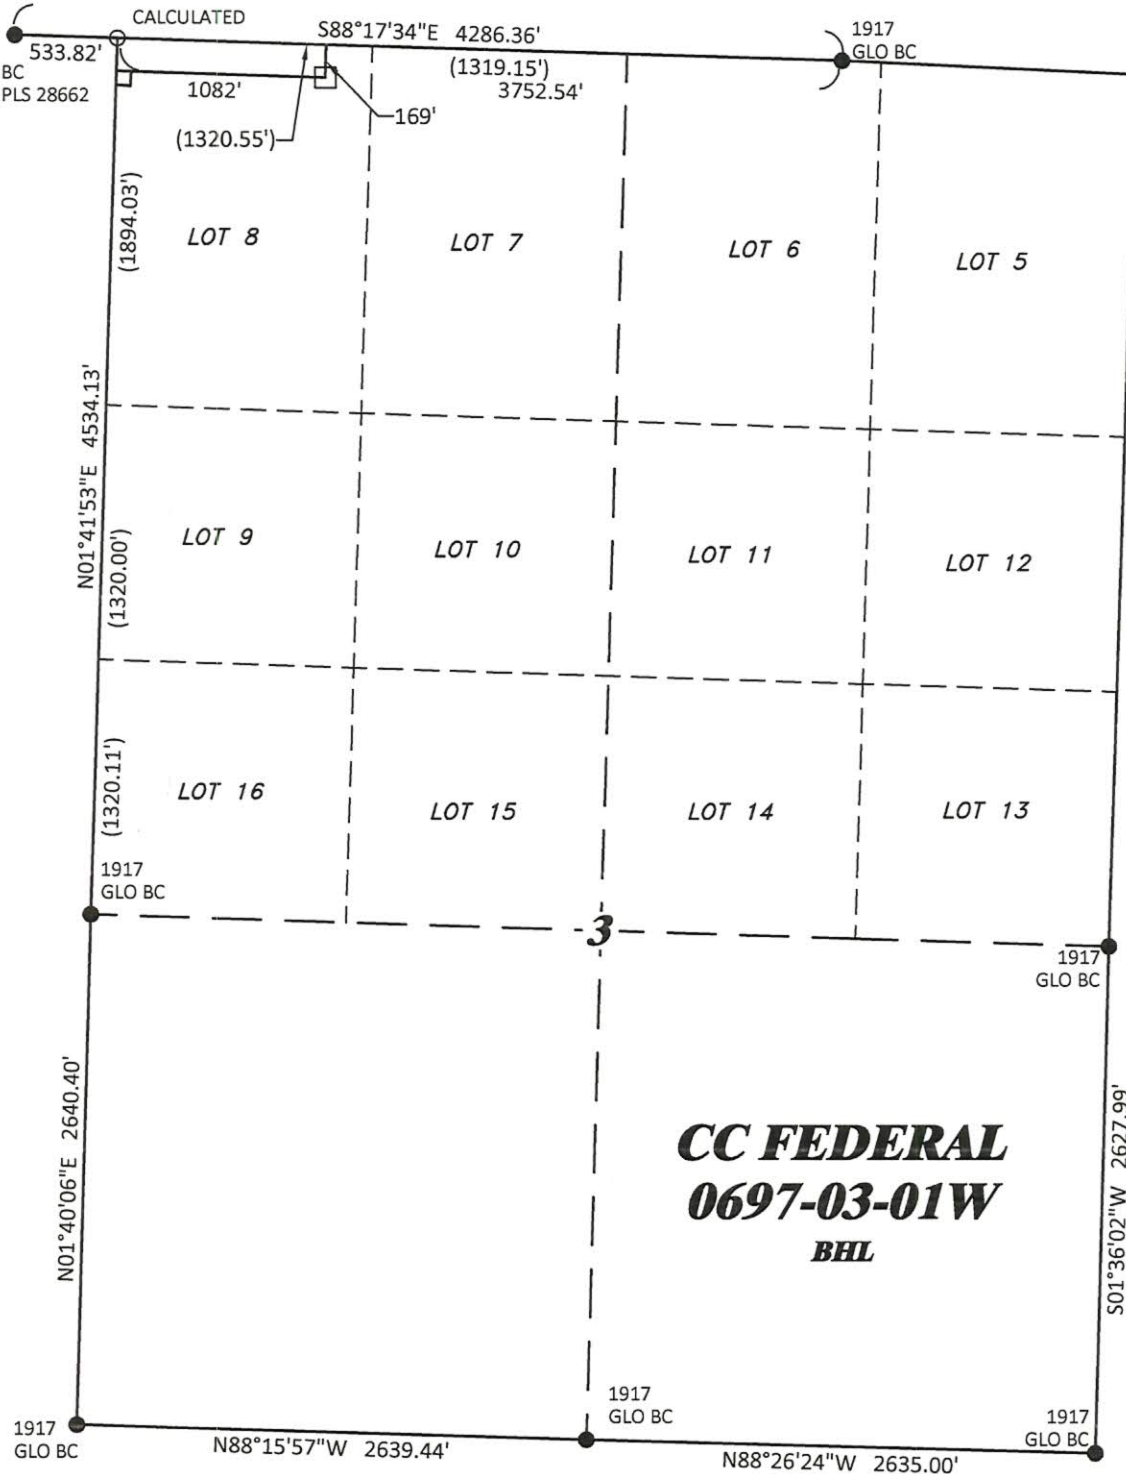 CALCULATED
1917
GLO BC
S88°17'34"E 4286.36'
533.82'
BC
PLS 28662
(1319.15')
3752.54'
1082'
169'
(1320.55')
(1894.03')
LOT 8
LOT 7
LOT 6
LOT 5
N01°41'53"E 4534.13'
(1320.00')
LOT 9
LOT 10
LOT 11
LOT 12
(1320.11')
LOT 16
LOT 15
LOT 14
LOT 13
1917
GLO BC
3
1917
GLO BC
N01°40'06"E 2640.40'
CC FEDERAL
0697-03-01W
BHL
S01°36'02"W 2627.99'
1917
GLO BC
1917
GLO BC
1917
GLO BC
N88°15'57"W 2639.44'
N88°26'24"W 2635.00'